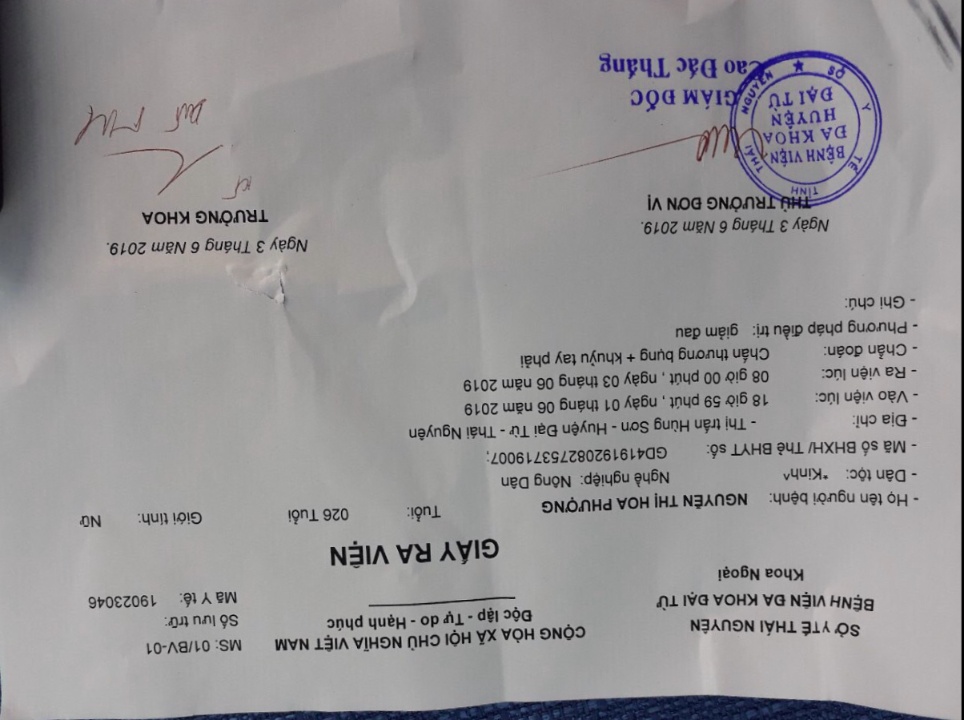 SỞ Y TẾ THÁI NGUYÊN
BỆNH VIỆN ĐA KHOA ĐẠI TỪ
Khoa Ngoại
CỘNG HÒA XÃ HỘI CHỦ NGHĨA VIỆT NAM
Độc lập - Tự do - Hạnh phúc
MS: 01/BV-01
Số lưu trữ:
Mã Y tế: 19023046
GIẤY RA VIỆN
- Họ tên người bệnh: NGUYỄN THỊ HOA PHƯỢNG Tuổi: 026 Tuổi Giới tính: Nữ
- Dân tộc: *Kinh^ Nghề nghiệp: Nông Dân
- Mã số BHXH/ Thẻ BHYT số: GD419192082753719007;
- Địa chỉ: - Thị trấn Hùng Sơn - Huyện Đại Từ - Thái Nguyên
- Vào viện lúc: 18 giờ 59 phút , ngày 01 tháng 06 năm 2019
- Ra viện lúc: 08 giờ 00 phút , ngày 03 tháng 06 năm 2019
- Chẩn đoán: Chấn thương bụng + khuỷu tay phải
- Phương pháp điều trị: giảm đau
- Ghi chú:
Ngày 3 Tháng 6 Năm 2019.
THỦ TRƯỞNG ĐƠN VỊ
SỞ Y TẾ TỈNH THÁI NGUYÊN
BỆNH VIỆN
ĐA KHOA
HUYỆN
ĐẠI TỪ
GIÁM ĐỐC
Cao Đắc Thắng
Ngày 3 Tháng 6 Năm 2019.
TRƯỞNG KHOA